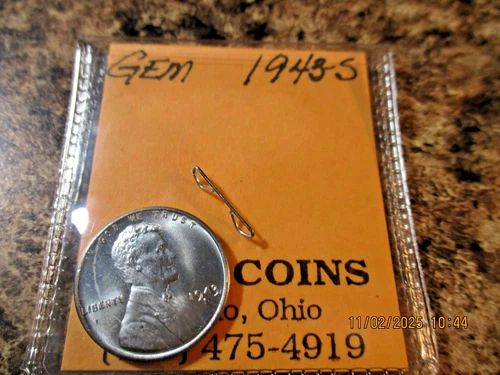 GEM 1943-S
IN GOD WE TRUST
LIBERTY 1943
COINS
o, Ohio
475-4919
11/02/2025 10:44